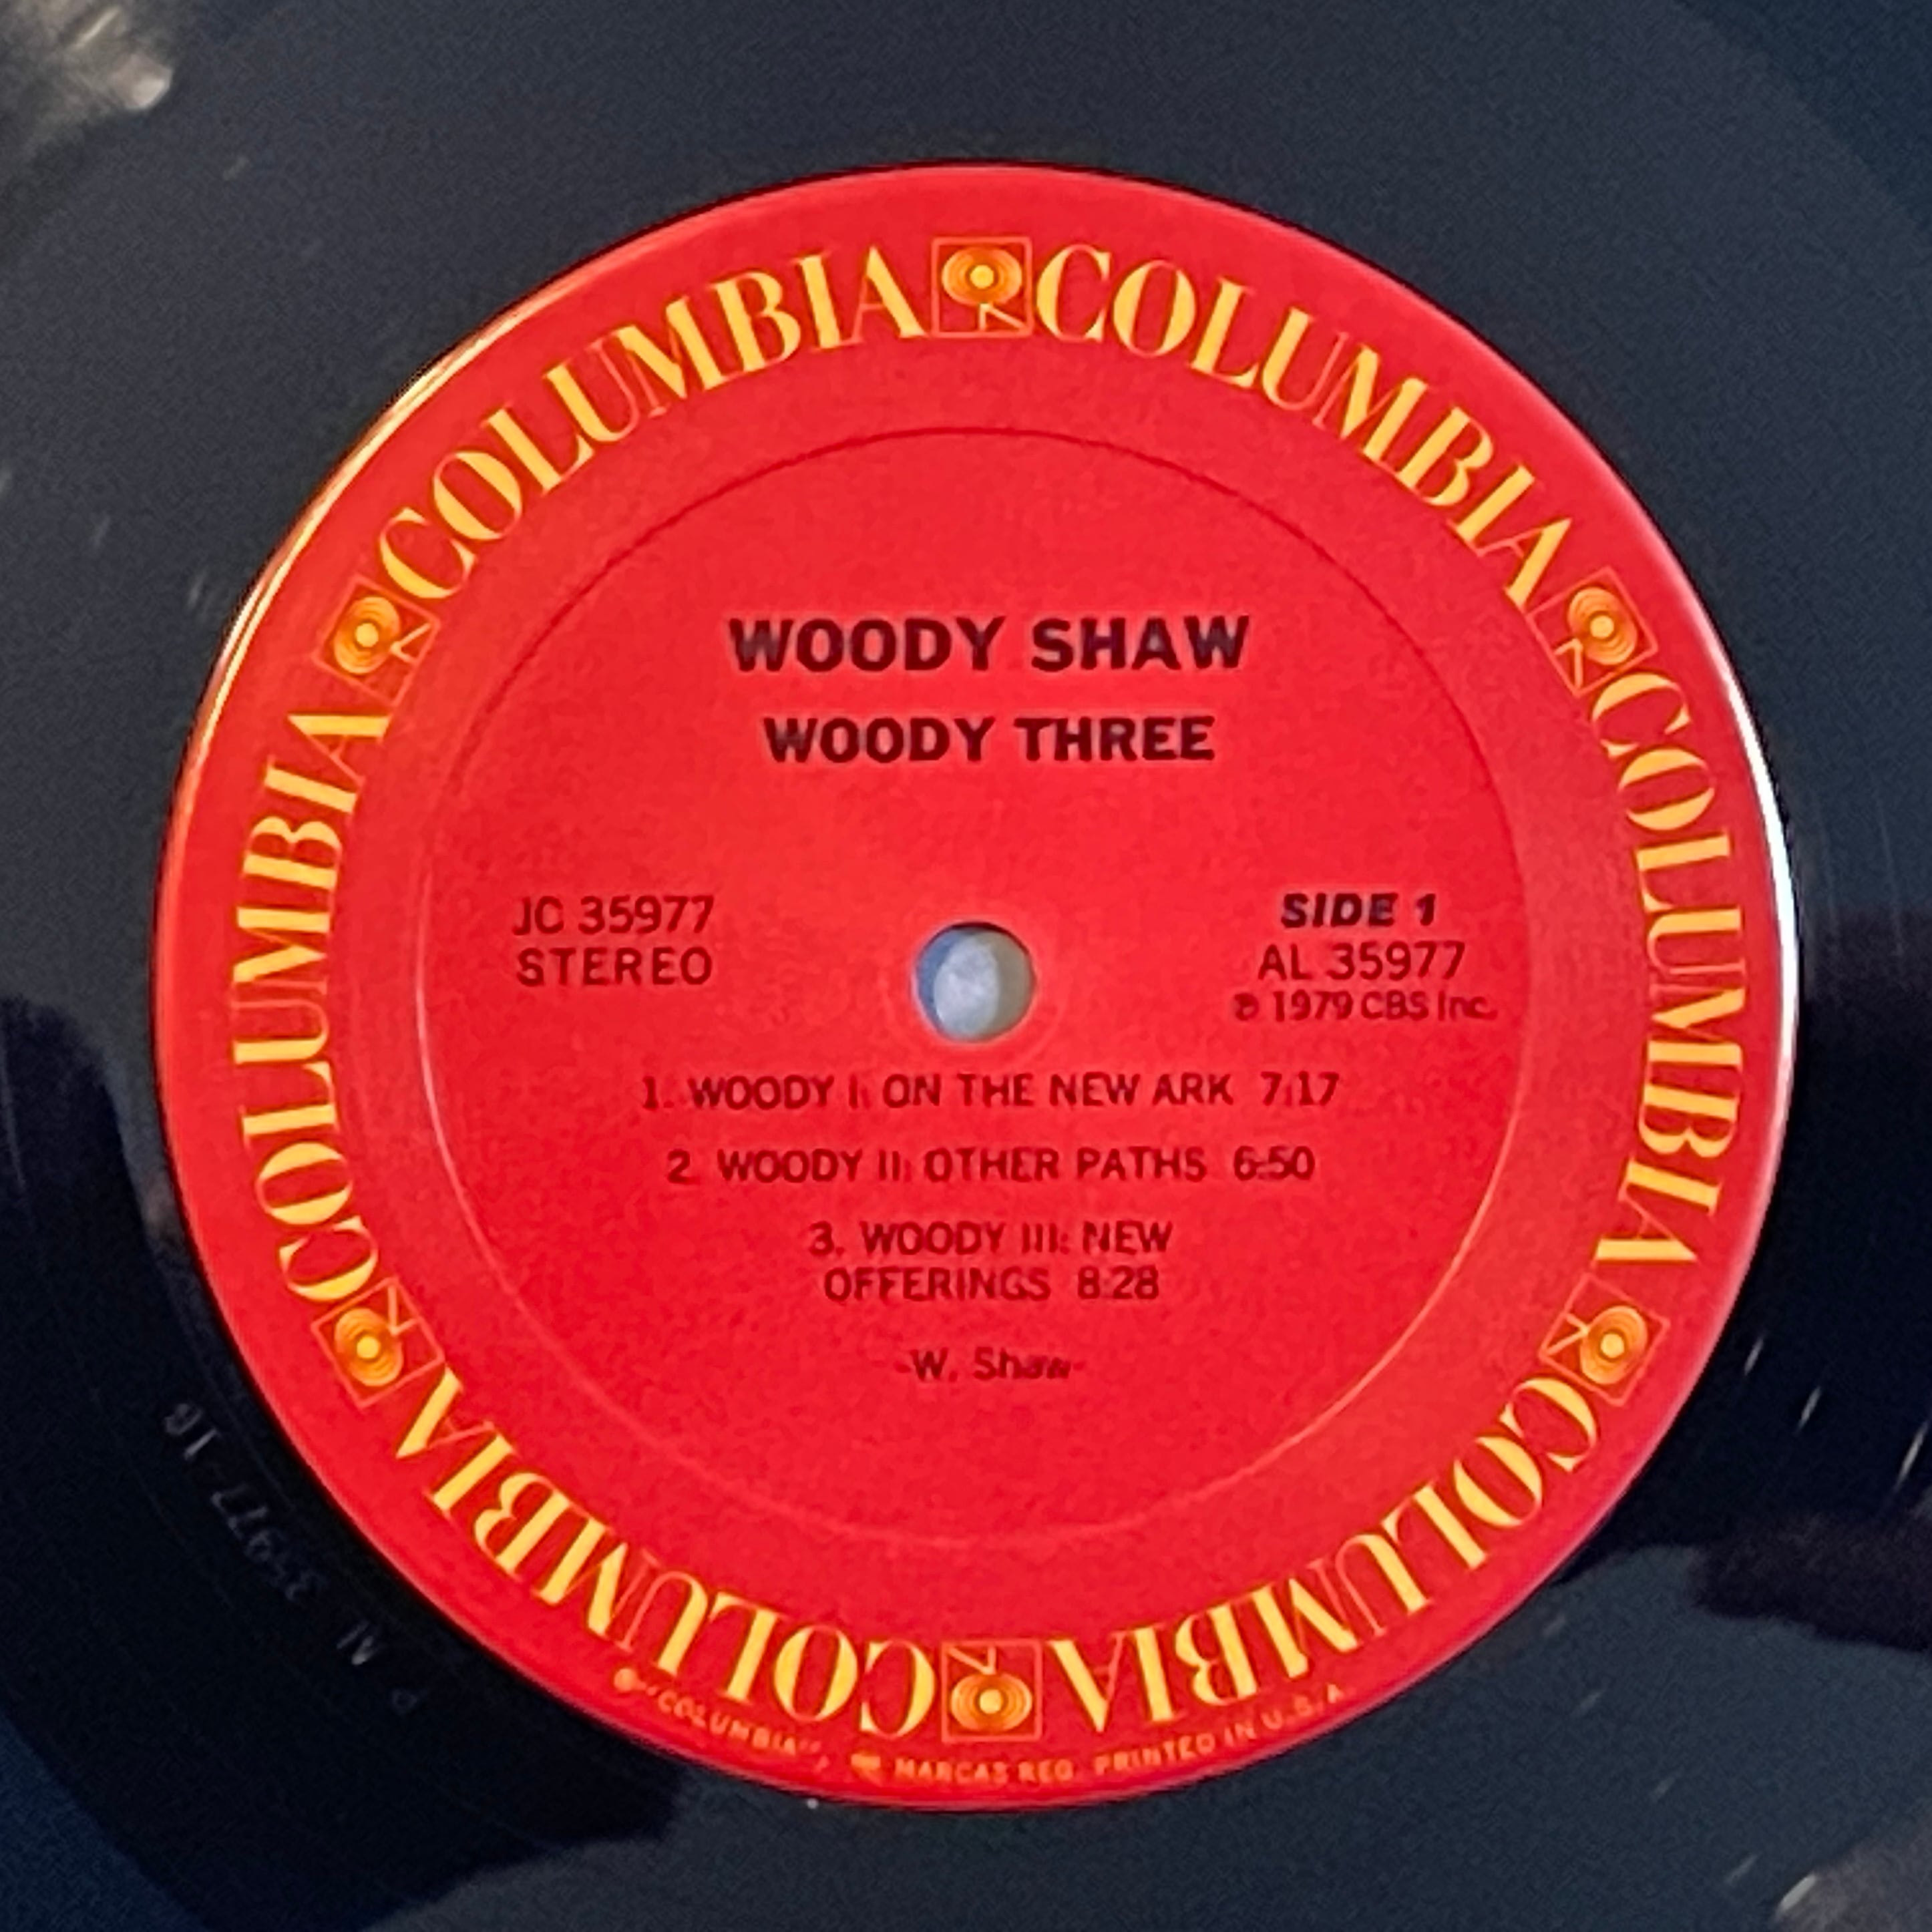 COLUMBIA COLUMBIA COLUMBIA COLUMBIA COLUMBIA COLUMBIA
WOODY SHAW
WOODY THREE
JC 35977
STEREO
SIDE 1
AL 35977
℗ 1979 CBS Inc.
1. WOODY I: ON THE NEW ARK 7:17
2. WOODY II: OTHER PATHS 6:50
3. WOODY III: NEW
OFFERINGS 8:28
-W. Shaw-
"COLUMBIA", MARCAS REG. PRINTED IN U.S.A.
P AL 35977